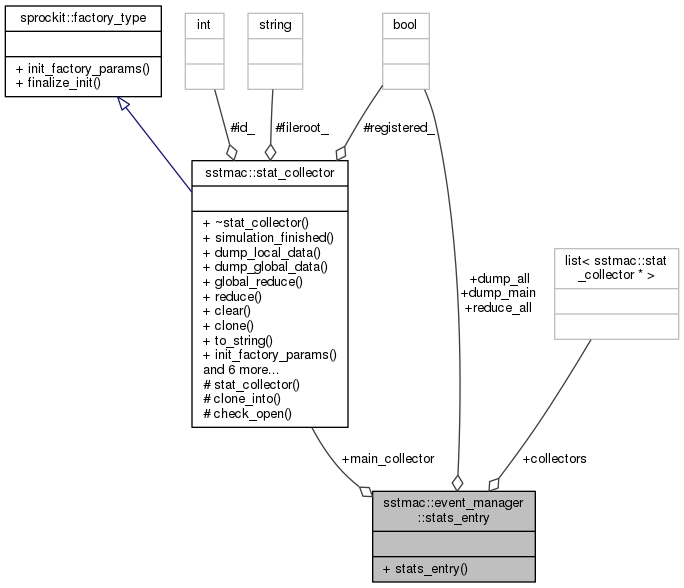 sprockit::factory_type
+ init_factory_params()
+ finalize_init()
int
string
bool
#id_
#fileroot_
#registered_
sstmac::stat_collector
+ ~stat_collector()
+ simulation_finished()
+ dump_local_data()
+ dump_global_data()
+ global_reduce()
+ reduce()
+ clear()
+ clone()
+ to_string()
+ init_factory_params()
and 6 more...
# stat_collector()
# clone_into()
# check_open()
list< sstmac::stat
_collector * >
+dump_all
+dump_main
+reduce_all
+main_collector
+collectors
sstmac::event_manager
::stats_entry
+ stats_entry()